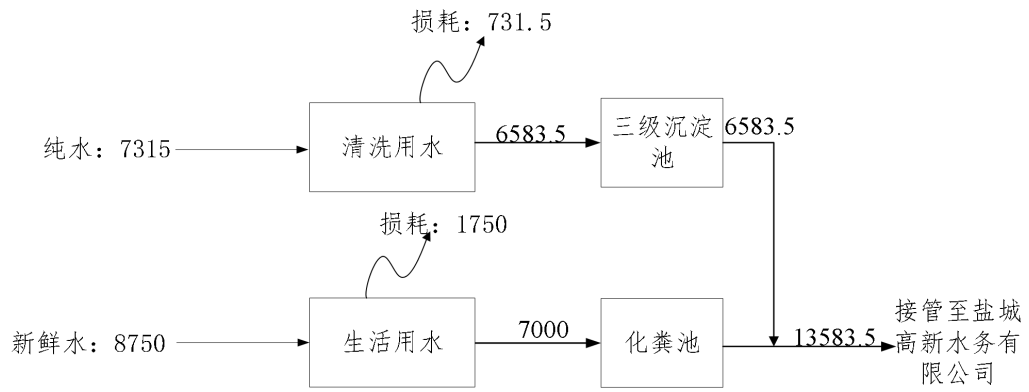 损耗：731.5
纯水：7315
清洗用水
6583.5
三级沉淀
池
6583.5
损耗：1750
新鲜水：8750
生活用水
7000
化粪池
13583.5
接管至盐城
高新水务有
限公司